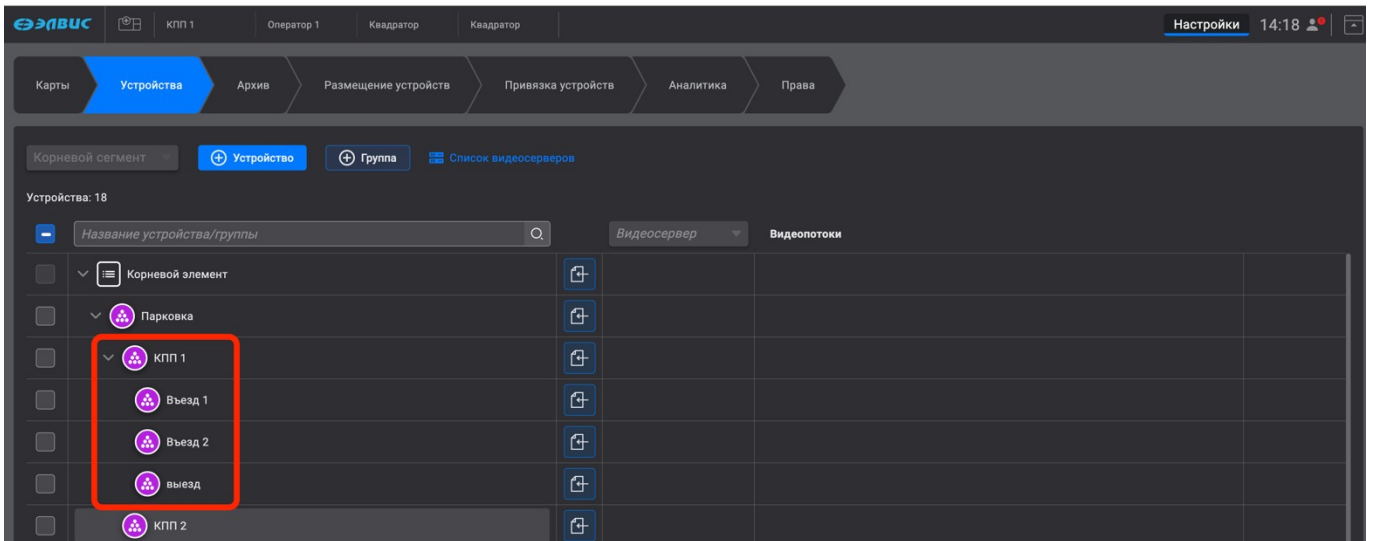 ЭЛВИС КПП 1 Оператор 1 Квадратор Квадратор Настройки 14:18
Карты Устройства Архив Размещение устройств Привязка устройств Аналитика Права
Корневой сегмент Устройство Группа Список видеосерверов
Устройства: 18
Название устройства/группы Видеосервер Видеопотоки
Корневой элемент
Парковка
КПП 1
Въезд 1
Въезд 2
выезд
КПП 2